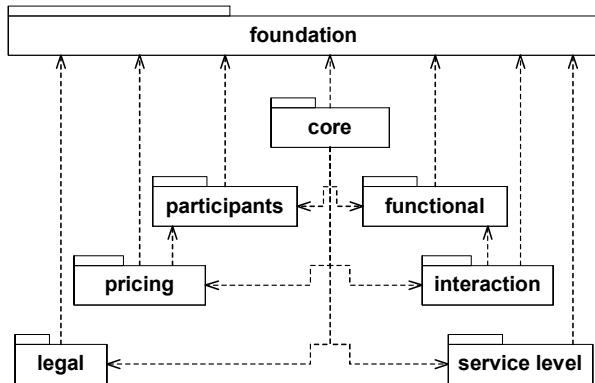 foundation
core
participants
functional
pricing
interaction
legal
service level